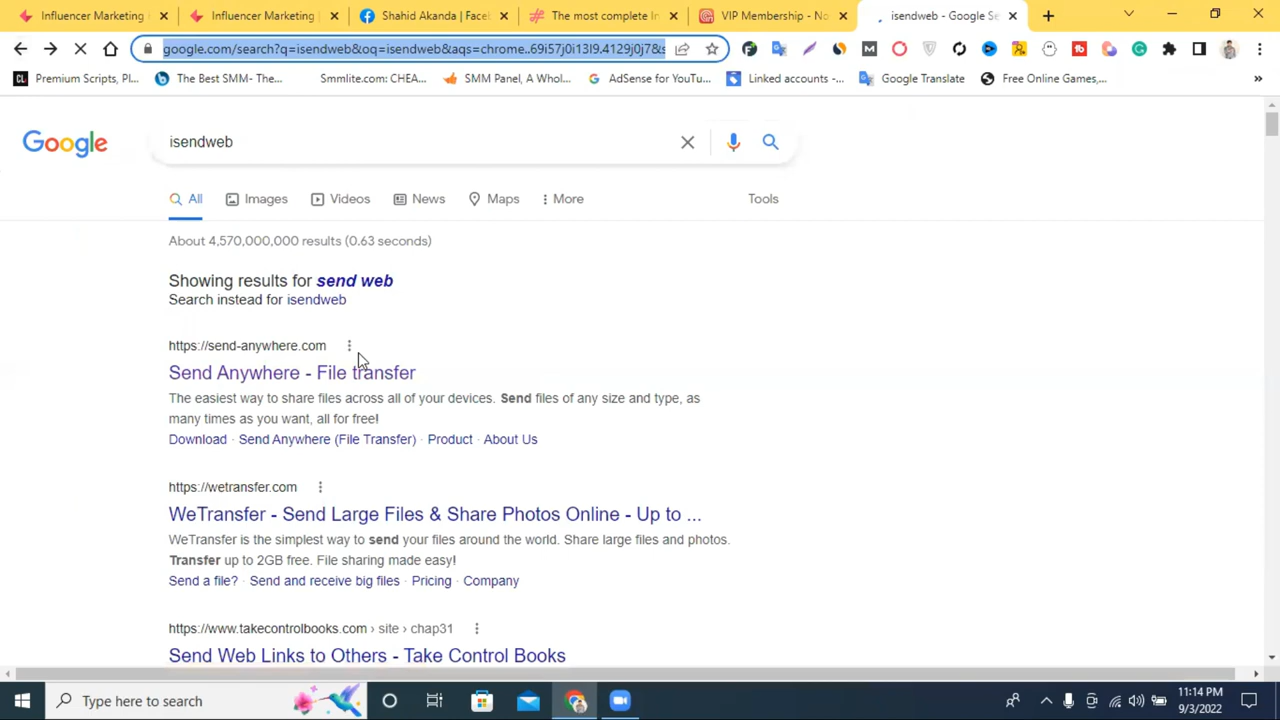 Influencer Marketing
Influencer Marketing
Shahid Akanda | Facel
The most complete In
VIP Membership - No
isendweb - Google Se
google.com/search?q=isendweb&oq=isendweb&aqs=chrome..69i57j0i13l9.4129j0j7&s
Premium Scripts, Pl...
The Best SMM- The...
Smmlite.com: CHEA...
SMM Panel, A Whol...
AdSense for YouTu...
Linked accounts -...
Google Translate
Free Online Games,...
Google
isendweb
All
Images
Videos
News
Maps
More
Tools
About 4,570,000,000 results (0.63 seconds)
Showing results for send web
Search instead for isendweb
https://send-anywhere.com
Send Anywhere - File transfer
The easiest way to share files across all of your devices. Send files of any size and type, as
many times as you want, all for free!
Download · Send Anywhere (File Transfer) · Product · About Us
https://wetransfer.com
WeTransfer - Send Large Files & Share Photos Online - Up to ...
WeTransfer is the simplest way to send your files around the world. Share large files and photos.
Transfer up to 2GB free. File sharing made easy!
Send a file? · Send and receive big files · Pricing · Company
https://www.takecontrolbooks.com › site › chap31
Send Web Links to Others - Take Control Books
Type here to search
11:14 PM
9/3/2022